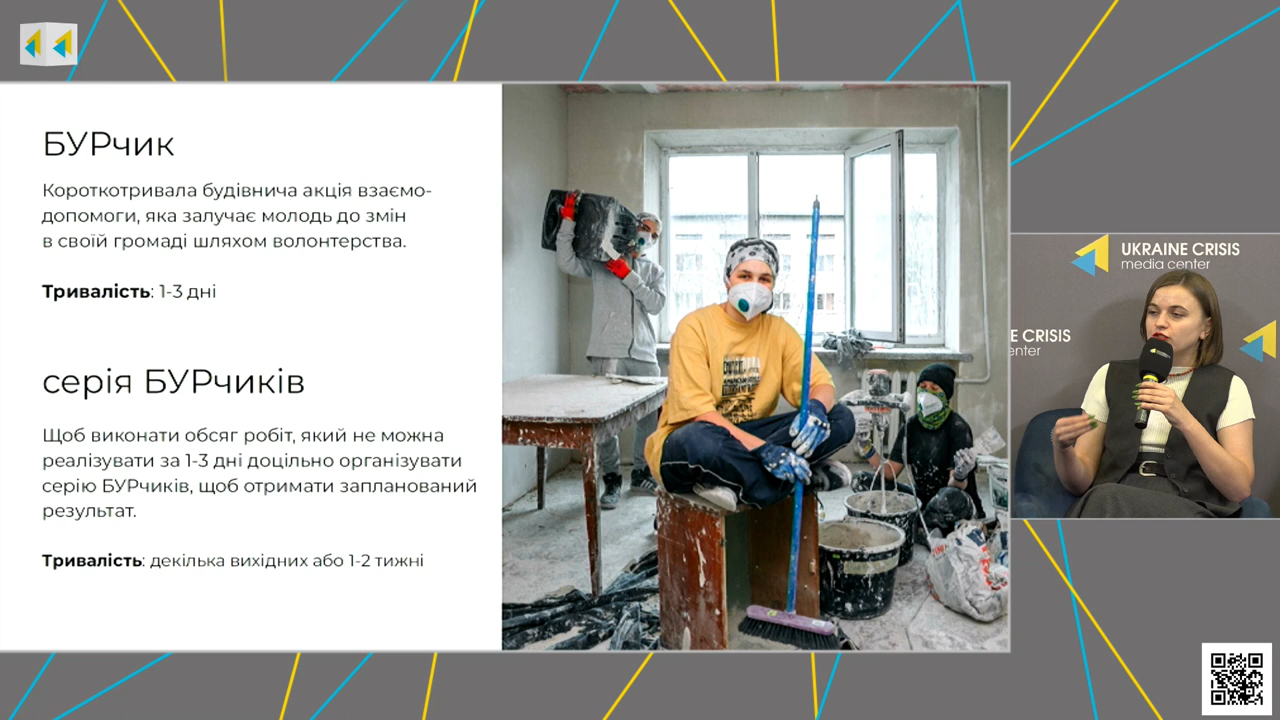 БУРчик
Короткотривала будівнича акція взаємо-
допомоги, яка залучає молодь до змін
в своїй громаді шляхом волонтерства.
Тривалість: 1-3 дні
серія БУРчиків
Щоб виконати обсяг робіт, який не можна
реалізувати за 1-3 дні доцільно організувати
серію БУРчиків, щоб отримати запланований
результат.
Тривалість: декілька вихідних або 1-2 тижні
UKRAINE CRISIS
media center
NE CRISIS
enter